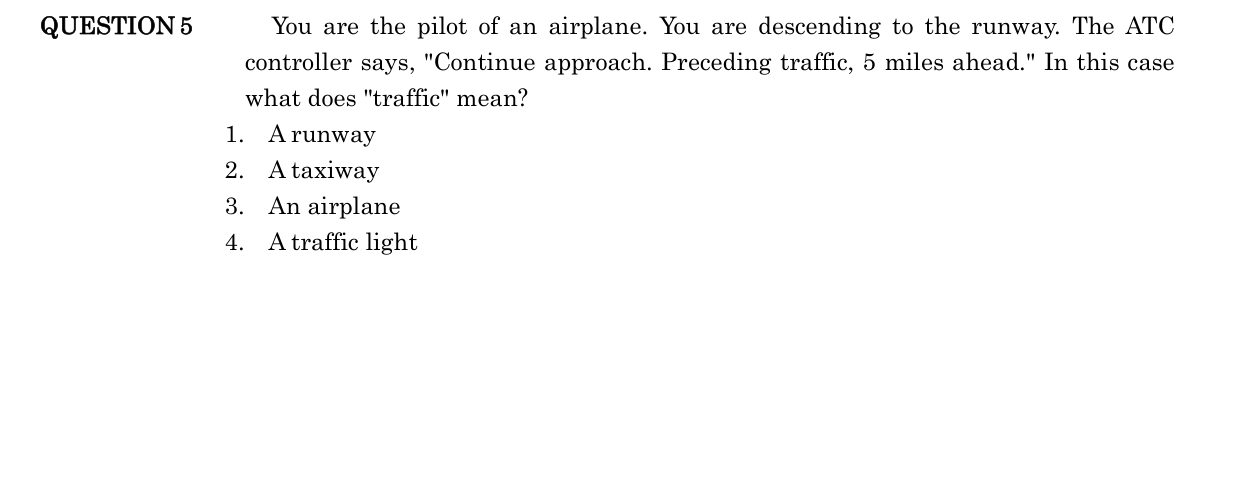 QUESTION 5 You are the pilot of an airplane. You are descending to the runway. The ATC
controller says, "Continue approach. Preceding traffic, 5 miles ahead." In this case
what does "traffic" mean?
1. A runway
2. A taxiway
3. An airplane
4. A traffic light